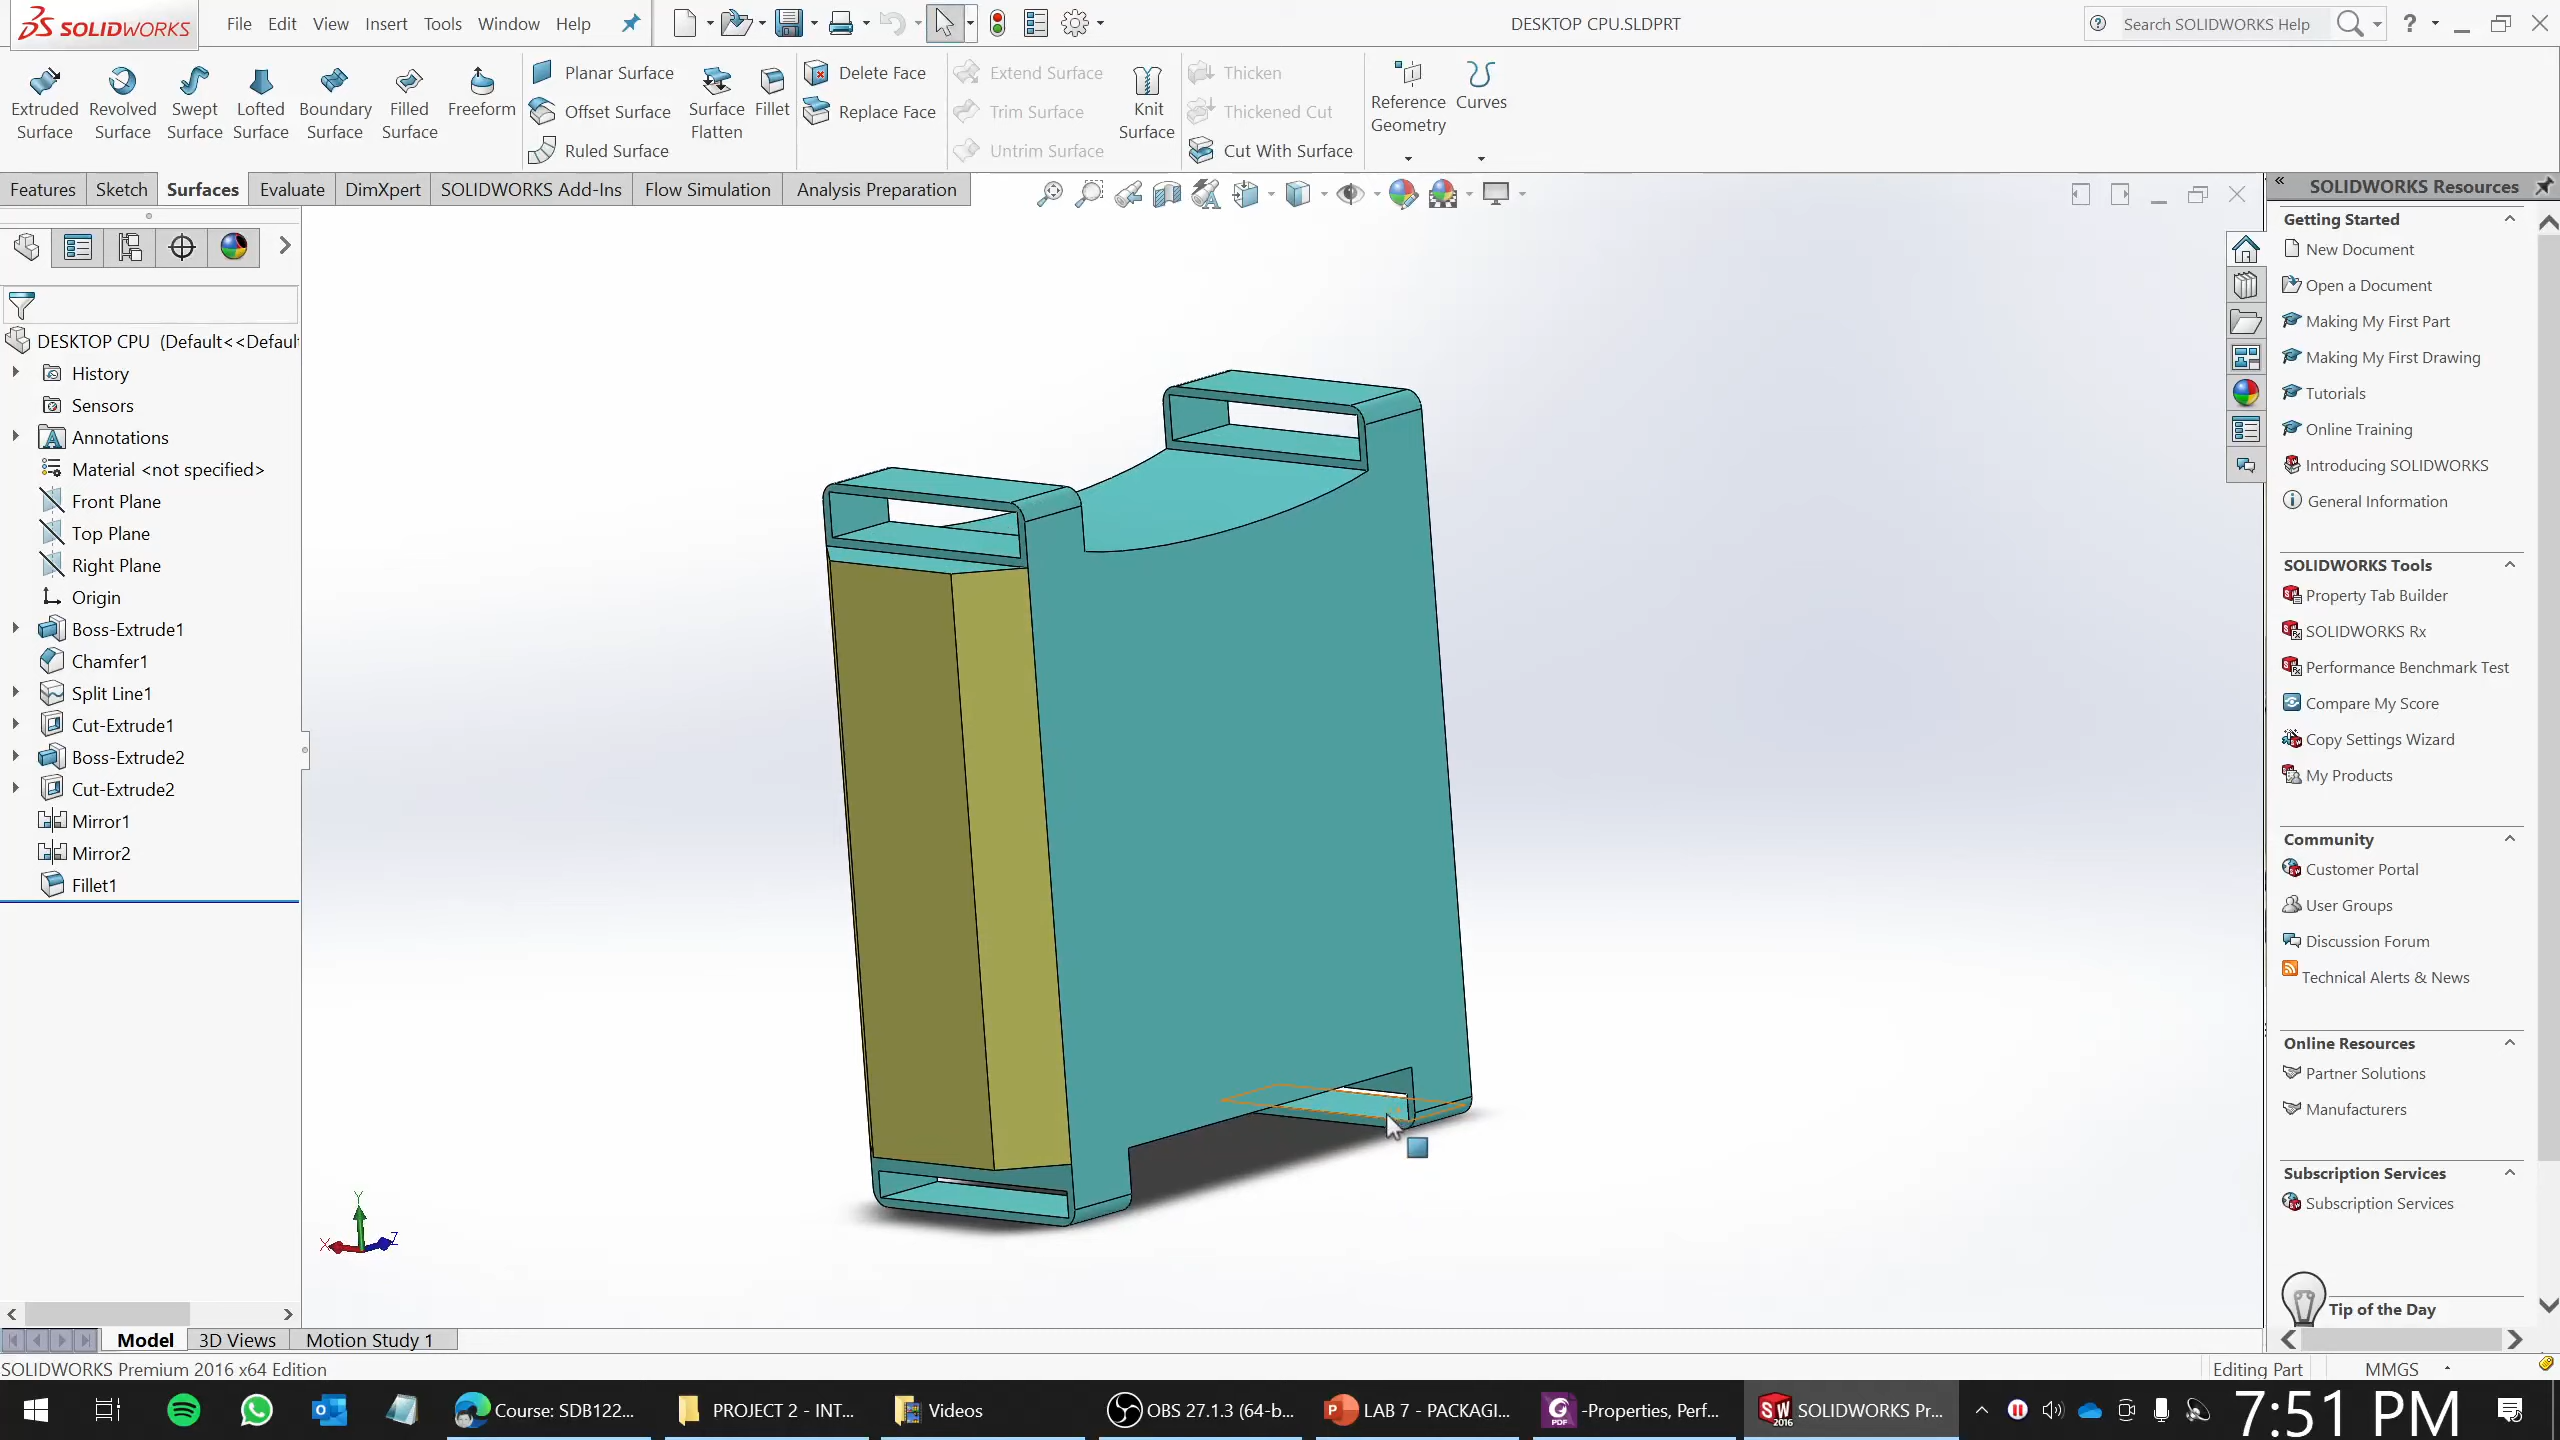 SOLIDWORKS File Edit View Insert Tools Window Help DESKTOP CPU.SLDPRT Search SOLIDWORKS Help ?
Extruded Surface
Revolved Surface
Swept Surface
Lofted Surface
Boundary Surface
Filled Surface
Freeform
Planar Surface
Offset Surface
Ruled Surface
Surface Flatten
Fillet
Delete Face
Replace Face
Extend Surface
Trim Surface
Untrim Surface
Knit Surface
Thicken
Thickened Cut
Cut With Surface
Reference Geometry
Curves
Features Sketch Surfaces Evaluate DimXpert SOLIDWORKS Add-Ins Flow Simulation Analysis Preparation
DESKTOP CPU (Default<<Defaul
History
Sensors
Annotations
Material <not specified>
Front Plane
Top Plane
Right Plane
Origin
Boss-Extrude1
Chamfer1
Split Line1
Cut-Extrude1
Boss-Extrude2
Cut-Extrude2
Mirror1
Mirror2
Fillet1
Y
X
Z
SOLIDWORKS Resources
Getting Started
New Document
Open a Document
Making My First Part
Making My First Drawing
Tutorials
Online Training
Introducing SOLIDWORKS
General Information
SOLIDWORKS Tools
Property Tab Builder
SOLIDWORKS Rx
Performance Benchmark Test
Compare My Score
Copy Settings Wizard
My Products
Community
Customer Portal
User Groups
Discussion Forum
Technical Alerts & News
Online Resources
Partner Solutions
Manufacturers
Subscription Services
Subscription Services
Tip of the Day
Model 3D Views Motion Study 1
SOLIDWORKS Premium 2016 x64 Edition Editing Part MMGS
Course: SDB122... PROJECT 2 - INT... Videos OBS 27.1.3 (64-b... LAB 7 - PACKAGI... -Properties, Perf... SOLIDWORKS Pr... 7:51 PM